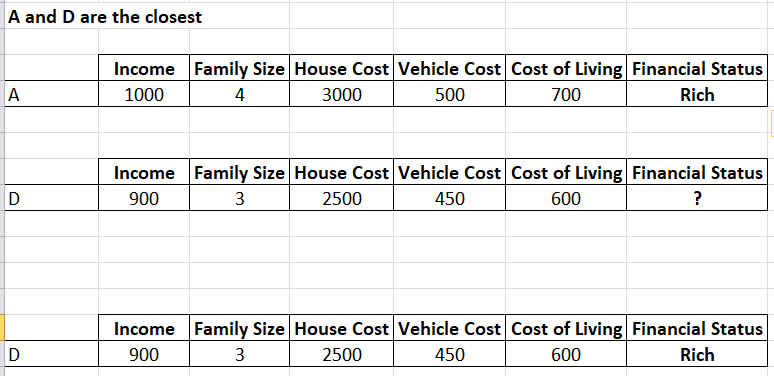 A and D are the closest
Income Family Size House Cost Vehicle Cost Cost of Living Financial Status
A 1000 4 3000 500 700 Rich
Income Family Size House Cost Vehicle Cost Cost of Living Financial Status
D 900 3 2500 450 600 ?
Income Family Size House Cost Vehicle Cost Cost of Living Financial Status
D 900 3 2500 450 600 Rich